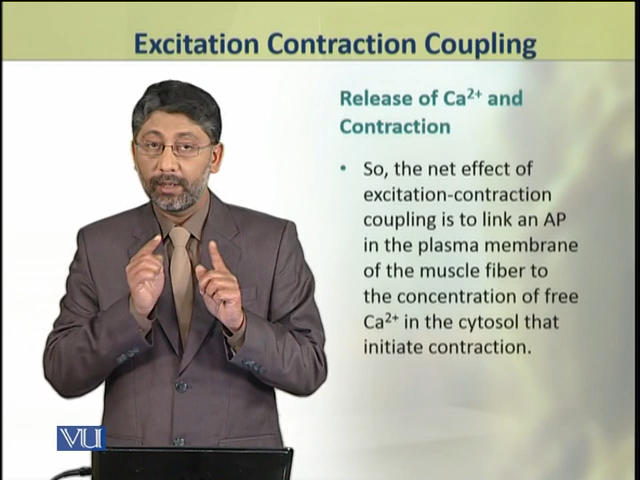 Excitation Contraction Coupling
Release of Ca²⁺ and
Contraction
• So, the net effect of
excitation-contraction
coupling is to link an AP
in the plasma membrane
of the muscle fiber to
the concentration of free
Ca²⁺ in the cytosol that
initiate contraction.
VU